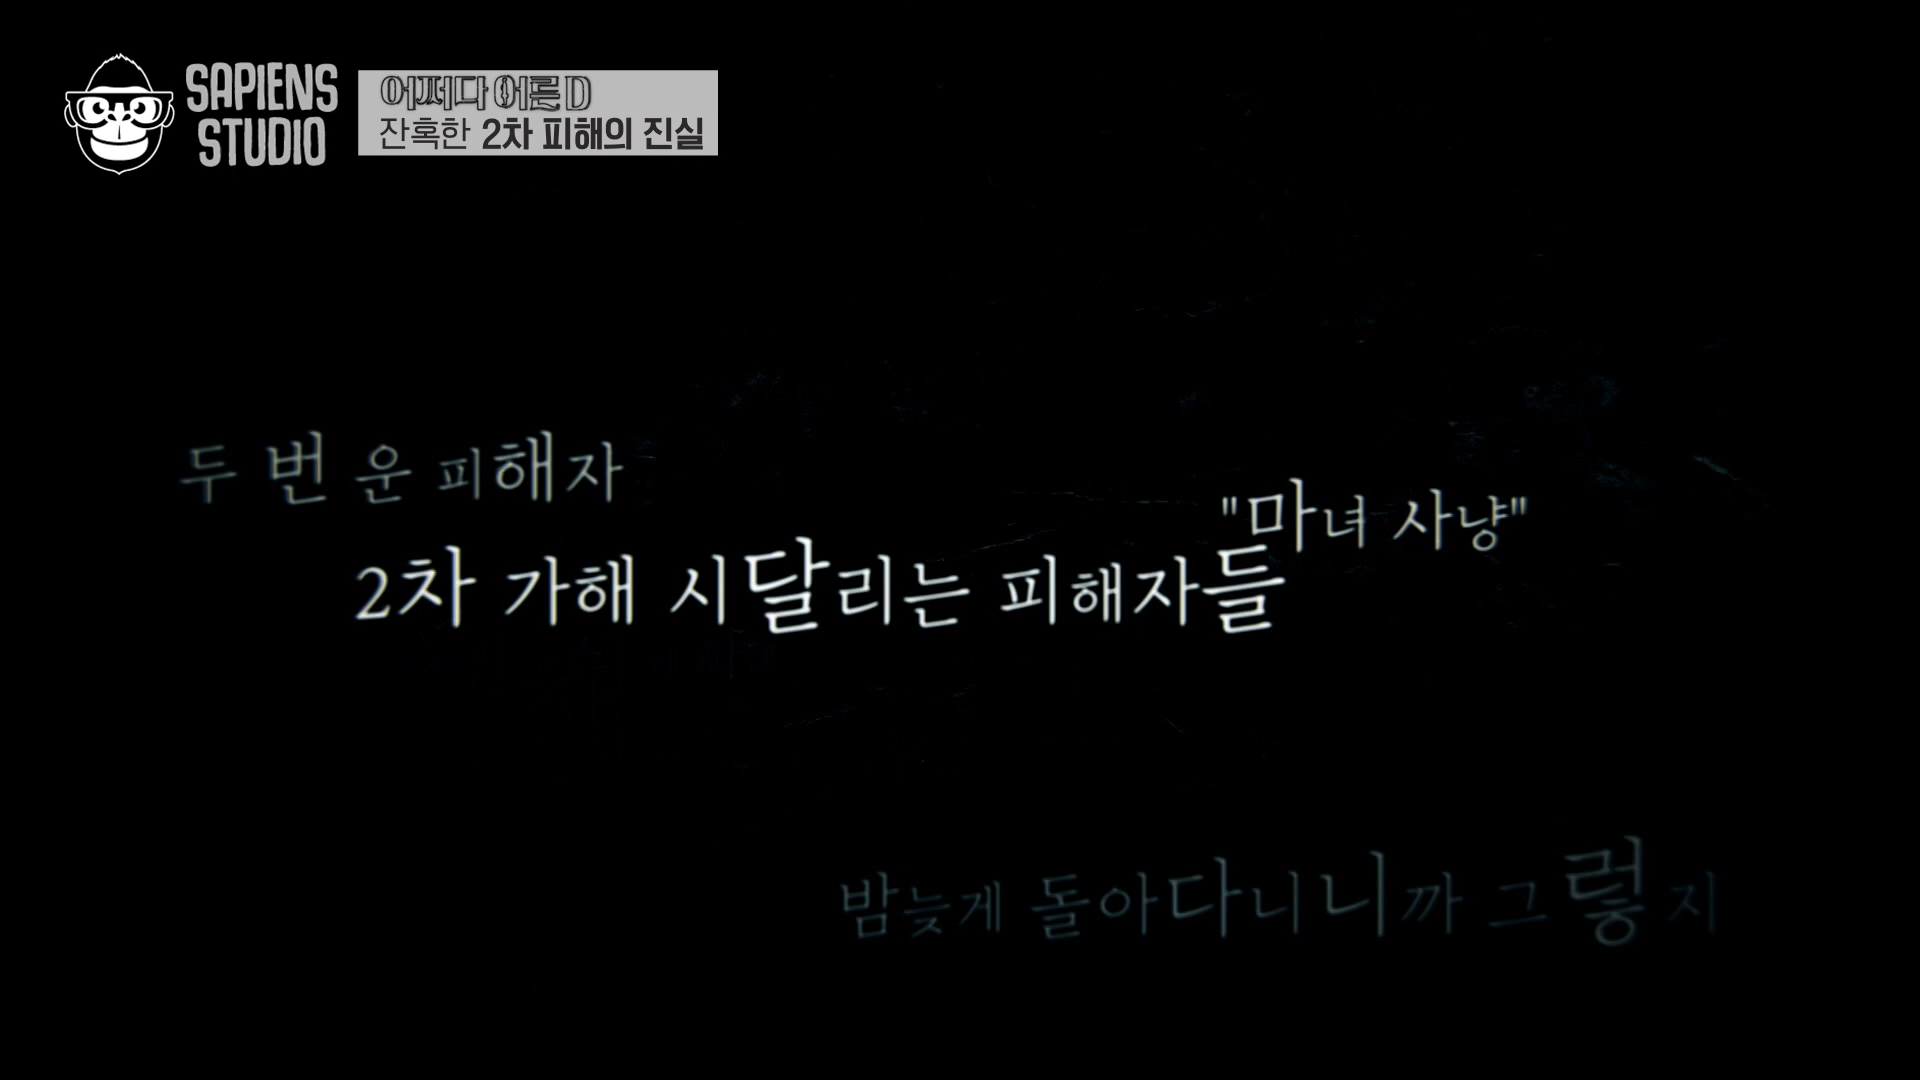 SAPIENS
STUDIO
어쩌다 어른 D
잔혹한 2차 피해의 진실
두 번 운 피해자
"마녀 사냥"
2차 가해 시달리는 피해자들
밤늦게 돌아다니니까 그렇지